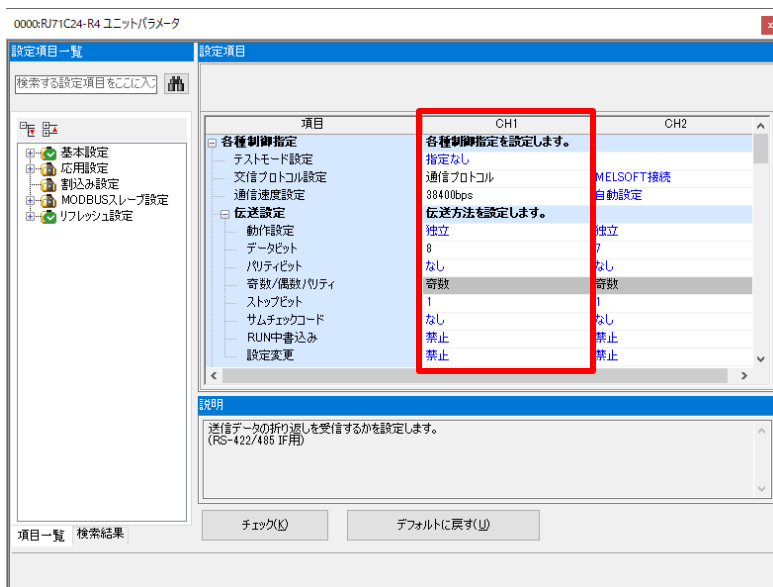 0000:RJ71C24-R4 ユニットパラメータ
x
設定項目一覧
検索する設定項目をここに入
基本設定
応用設定
割込み設定
MODBUSスレーブ設定
リフレッシュ設定
項目一覧 検索結果
設定項目
項目 CH1 CH2
各種制御指定 各種制御指定を設定します。
テストモード設定 指定なし
交信プロトコル設定 通信プロトコル MELSOFT接続
通信速度設定 38400bps 自動設定
伝送設定 伝送方法を設定します。
動作設定 独立 独立
データビット 8 7
パリティビット なし なし
奇数/偶数パリティ 奇数 奇数
ストップビット 1 1
サムチェックコード なし なし
RUN中書込み 禁止 禁止
設定変更 禁止 禁止
説明
送信データの折り返しを受信するかを設定します。
(RS-422/485 IF用)
チェック(K) デフォルトに戻す(U)